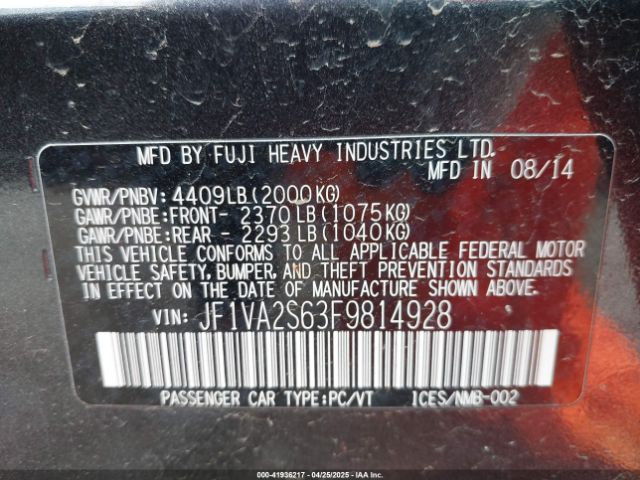 MFD BY FUJI HEAVY INDUSTRIES LTD.
MFD IN 08/14
GVWR/PNBV: 4409LB(2000KG)
GAWR/PNBE:FRONT- 2370LB(1075KG)
GAWR/PNBE:REAR - 2293LB(1040KG)
THIS VEHICLE CONFORMS TO ALL APPLICABLE FEDERAL MOTOR
VEHICLE SAFETY, BUMPER, AND THEFT PREVENTION STANDARDS
IN EFFECT ON THE DATE OF MANUFACTURE SHOWN ABOVE.
VIN: JF1VA2S63F9814928
PASSENGER CAR TYPE:PC/VT ICES/NMB-002
000-41936217 - 04/25/2025 - IAAI.COM